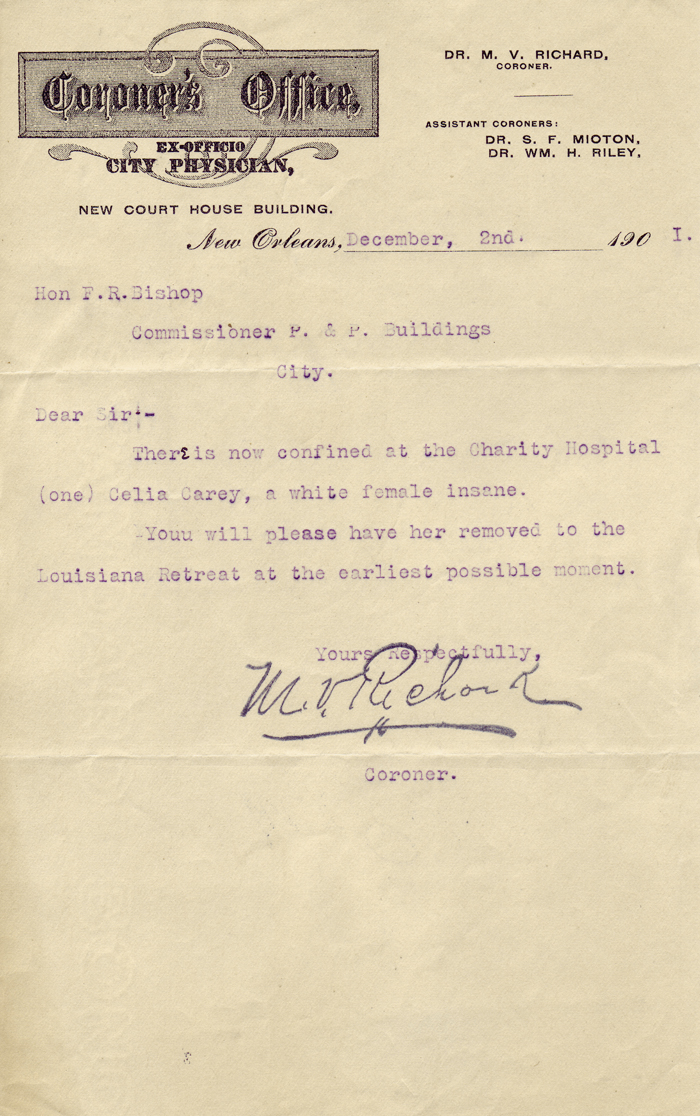 Coroner's Office,
EX-OFFICIO
CITY PHYSICIAN,
NEW COURT HOUSE BUILDING.
DR. M. V. RICHARD,
CORONER.
ASSISTANT CORONERS:
DR. S. F. MIOTON,
DR. WM. H. RILEY,
New Orleans, December, 2nd. 190 I.
Hon F.R.Bishop
Commissioner P. & P. Buildings
City.
Dear Sir:-
Thereis now confined at the Charity Hospital
(one) Celia Carey, a white female insane.
-Youu will please have her removed to the
Louisiana Retreat at the earliest possible moment.
Yours Respectfully,
M. V. Richard
Coroner.